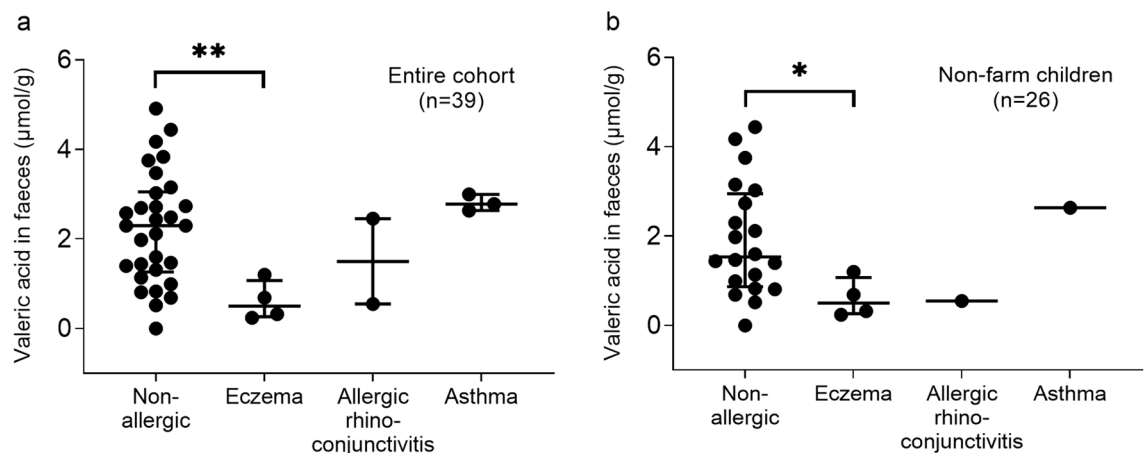 a
**
Entire cohort
(n=39)
Valeric acid in faeces (µmol/g)
6
4
2
0
Non-
allergic
Eczema
Allergic
rhino-
conjunctivitis
Asthma
b
*
Non-farm children
(n=26)
Valeric acid in faeces (µmol/g)
6
4
2
0
Non-
allergic
Eczema
Allergic
rhino-
conjunctivitis
Asthma